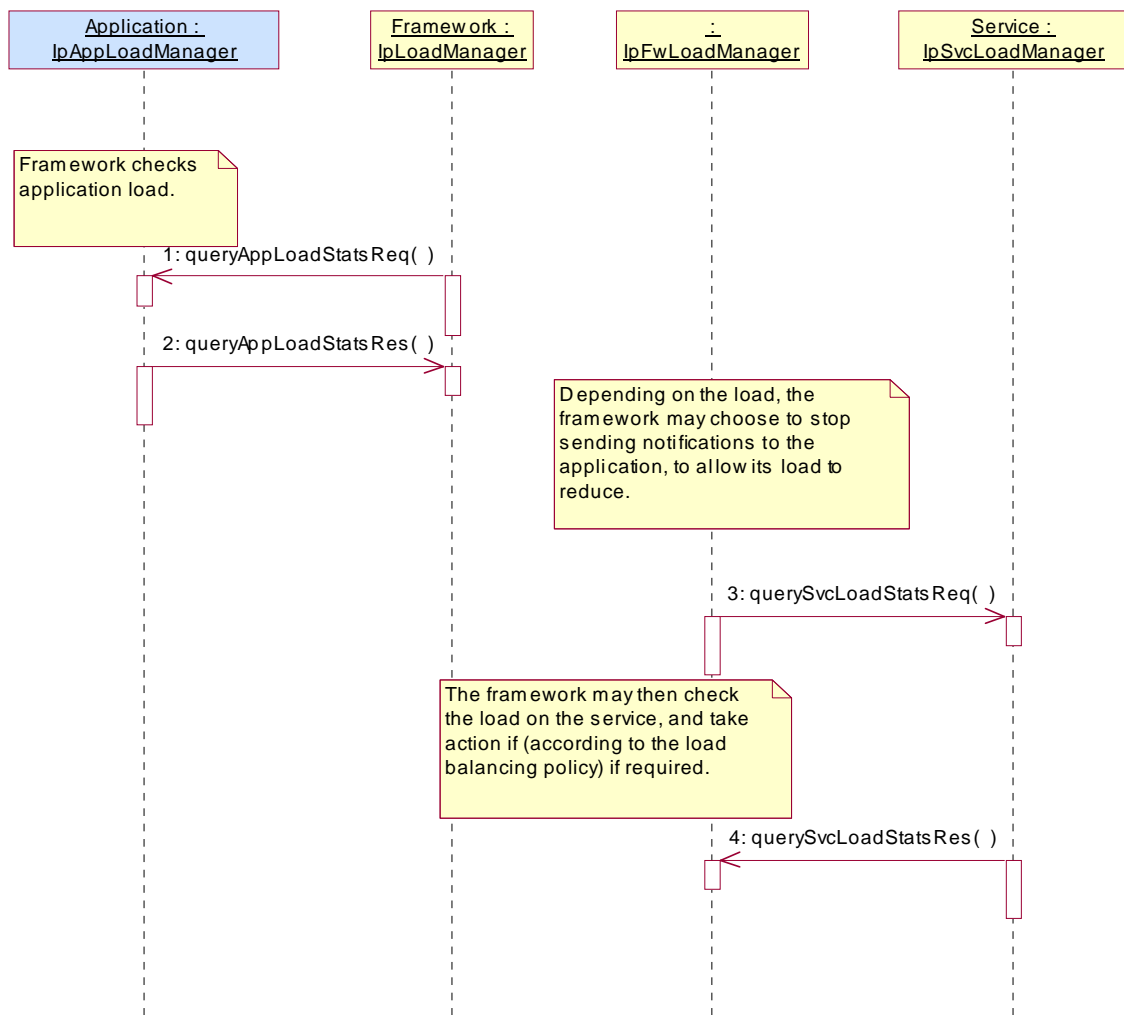 Application :
IpAppLoadManager
Framework :
IpLoadManager
:
IpFwLoadManager
Service :
IpSvcLoadManager
Framework checks
application load.
1: queryAppLoadStatsReq( )
2: queryAppLoadStatsRes( )
Depending on the load, the
framework may choose to stop
sending notifications to the
application, to allow its load to
reduce.
3: querySvcLoadStatsReq( )
The framework may then check
the load on the service, and take
action if (according to the load
balancing policy) if required.
4: querySvcLoadStatsRes( )